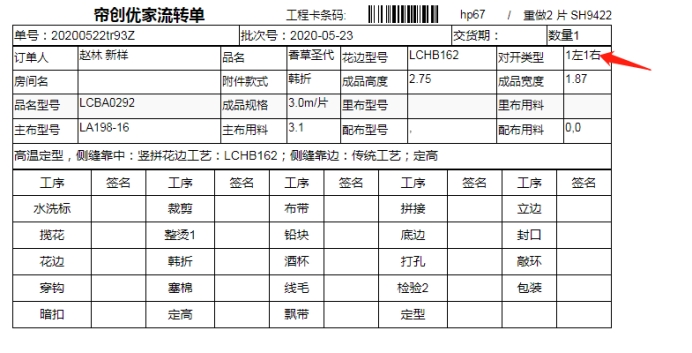 帘创优家流转单 工程卡条码: hp67 / 重做2 片 SH9422
单号：20200522tr93Z 批次号：2020-05-23 交货期： 数量1
订单人 赵林 新样 品名 香草圣代 花边型号 LCHB162 对开类型 1左1右
房间名 附件款式 韩折 成品高度 2.75 成品宽度 1.87
品名型号 LCBA0292 成品规格 3.0m/片 里布型号 里布用料
主布型号 LA198-16 主布用料 3.1 配布型号 . 配布用料 0,0
高温定型，侧缝靠中：竖拼花边工艺：LCHB162；侧缝靠边：传统工艺；定高
工序 签名 工序 签名 工序 签名 工序 签名 工序 签名
水洗标 裁剪 布带 拼接 立边
揽花 整烫1 铅块 底边 封口
花边 韩折 酒杯 打孔 敲环
穿钩 塞棉 线毛 检验2 包装
暗扣 定高 飘带 定型